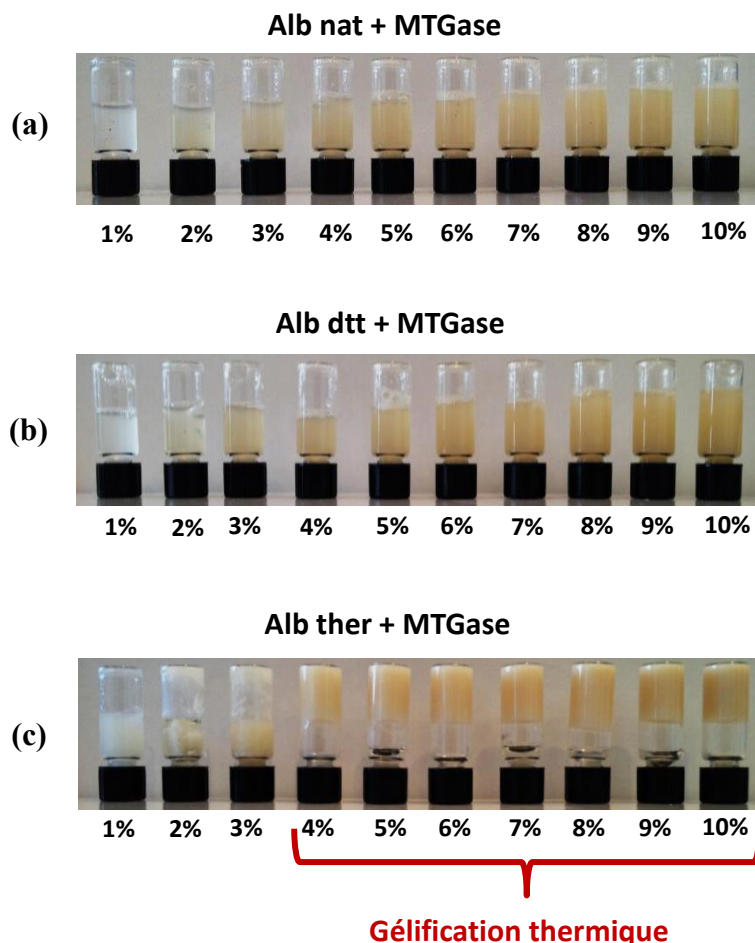 Alb nat + MTGase
(a)
1% 2% 3% 4% 5% 6% 7% 8% 9% 10%
Alb dtt + MTGase
(b)
1% 2% 3% 4% 5% 6% 7% 8% 9% 10%
Alb ther + MTGase
(c)
1% 2% 3% 4% 5% 6% 7% 8% 9% 10%
Gélification thermique